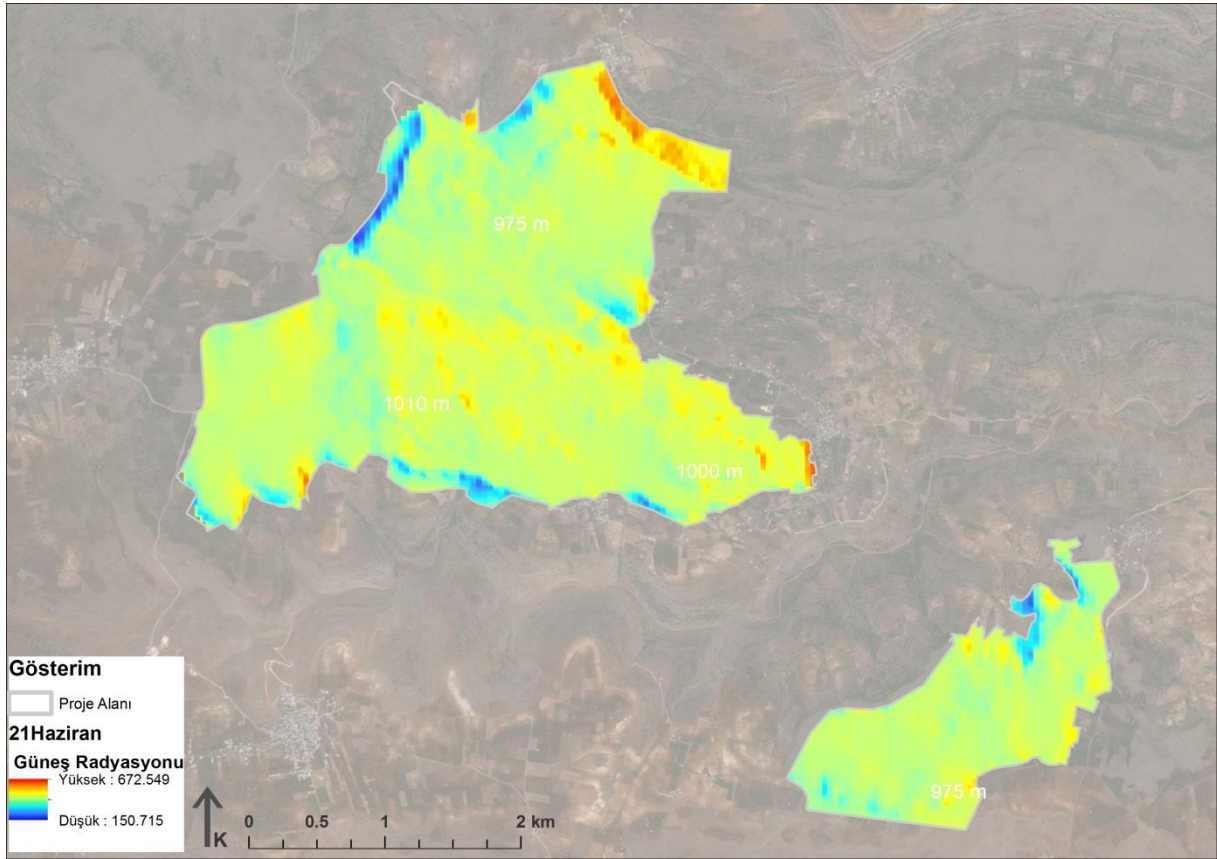 975 m
1010 m
1000 m
975 m
Gösterim
Proje Alanı
21Haziran
Güneş Radyasyonu
Yüksek : 672.549
Düşük : 150.715
K
0 0.5 1 2 km